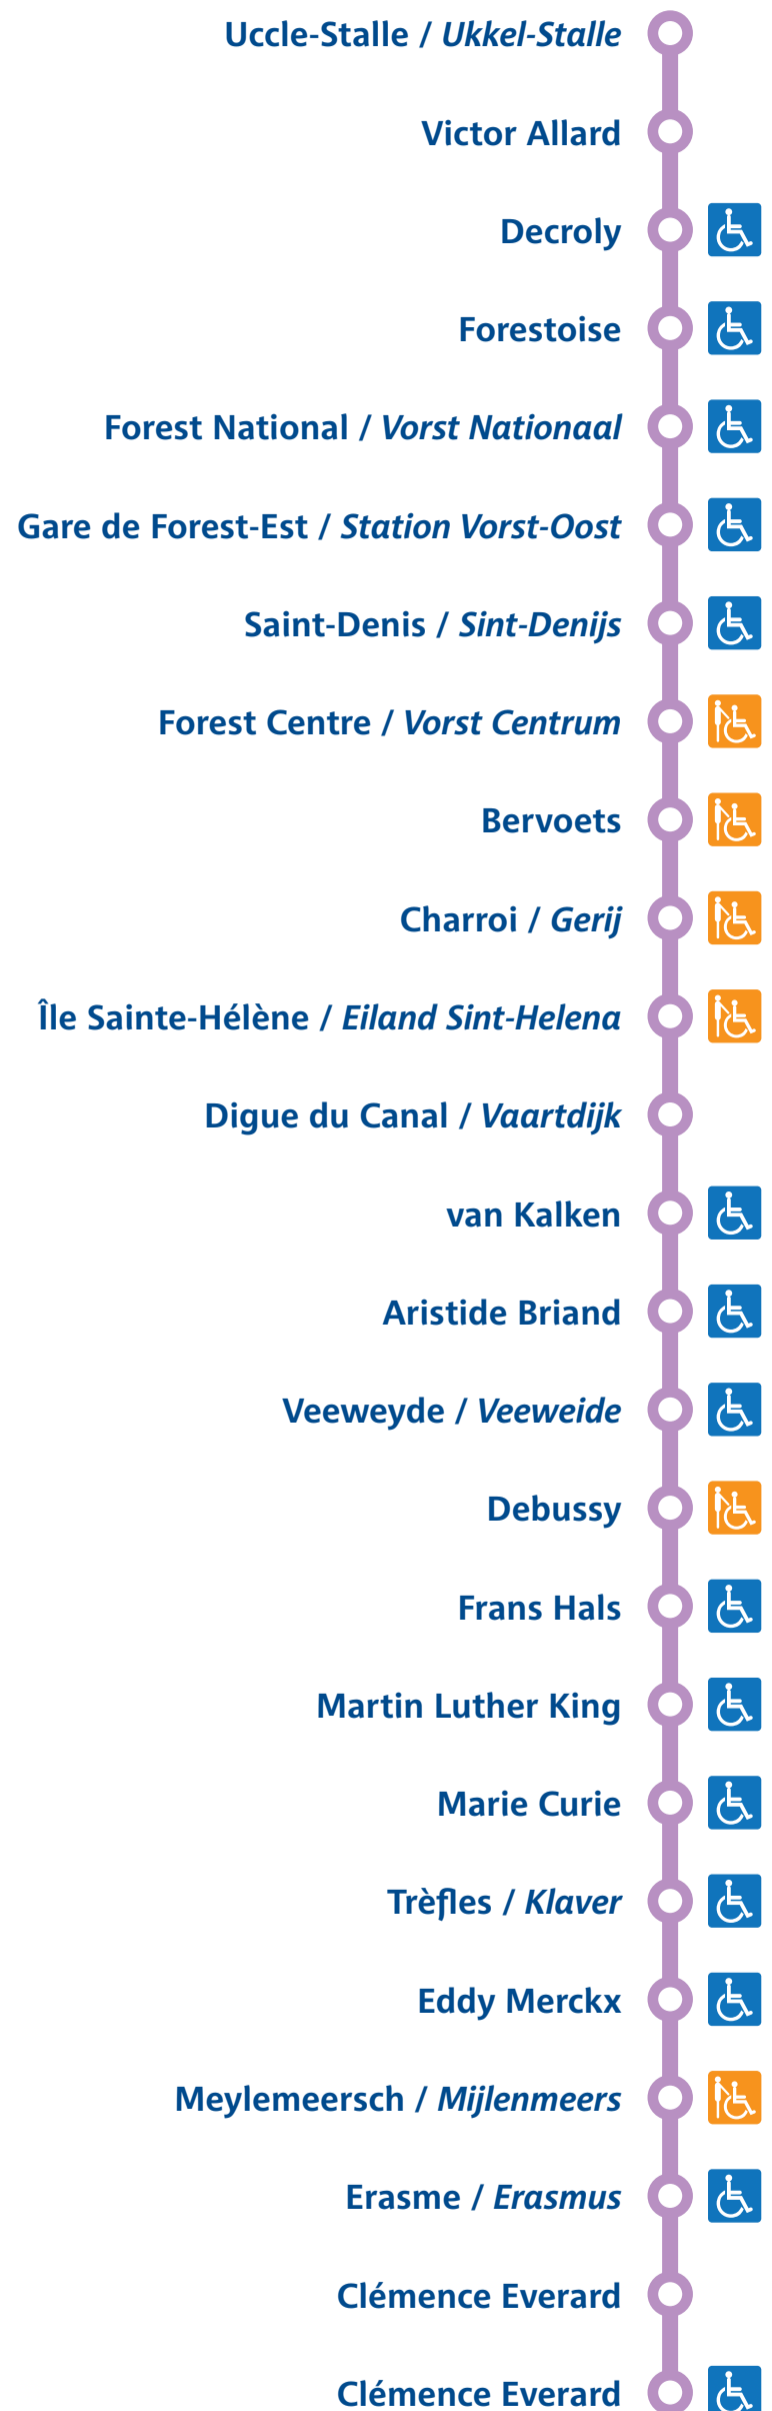 Uccle-Stalle / Ukkel-Stalle
Victor Allard
Decroly
Forestoise
Forest National / Vorst Nationaal
Gare de Forest-Est / Station Vorst-Oost
Saint-Denis / Sint-Denijs
Forest Centre / Vorst Centrum
Bervoets
Charroi / Gerij
Île Sainte-Hélène / Eiland Sint-Helena
Digue du Canal / Vaartdijk
van Kalken
Aristide Briand
Veeweyde / Veeweide
Debussy
Frans Hals
Martin Luther King
Marie Curie
Trèfles / Klaver
Eddy Merckx
Meylemeersch / Mijlenmeers
Erasme / Erasmus
Clémence Everard
Clémence Everard